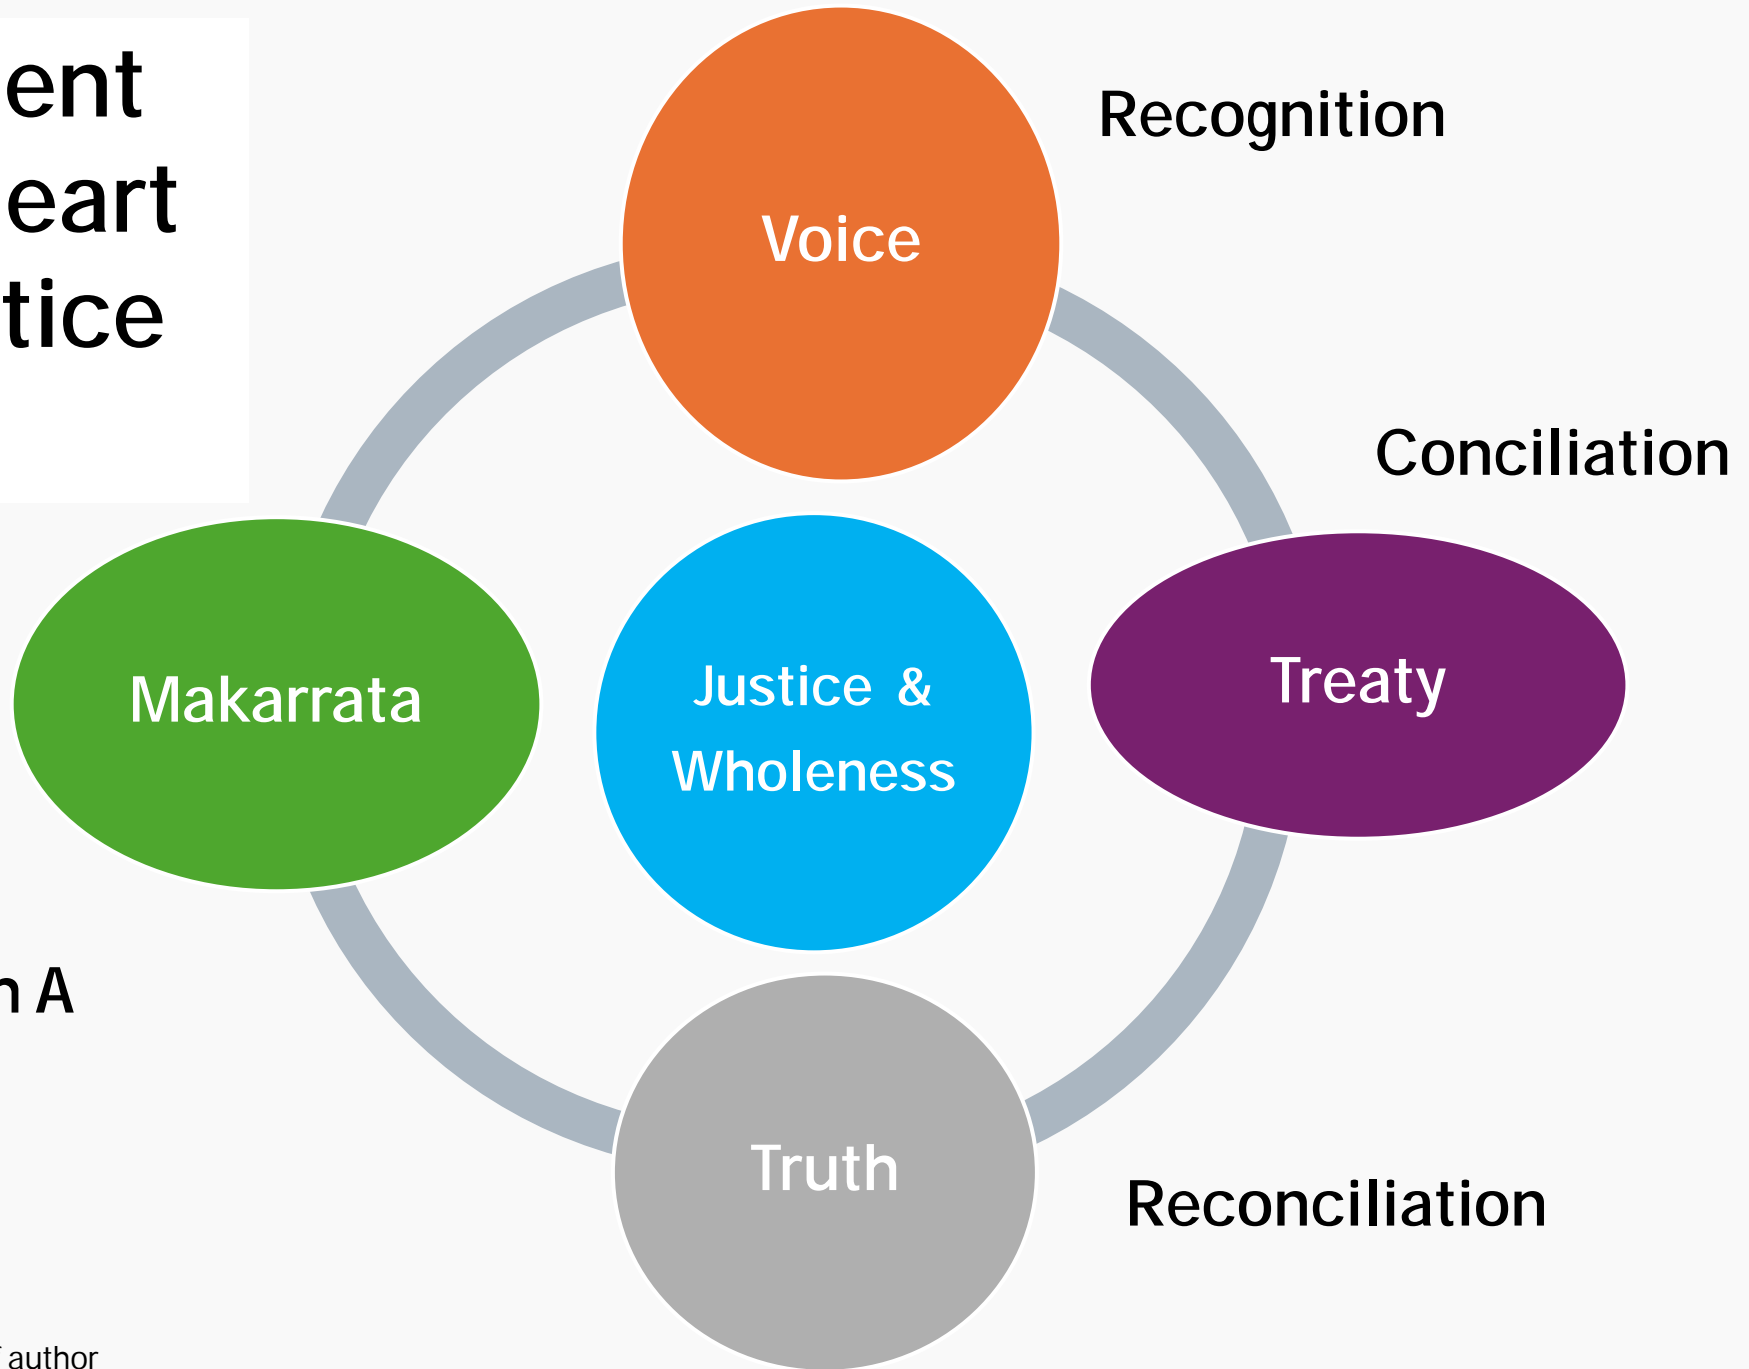 ent
eart
tice
Recognition
Voice
Conciliation
Makarrata
Justice &
Wholeness
Treaty
n A
Truth
Reconciliation
author